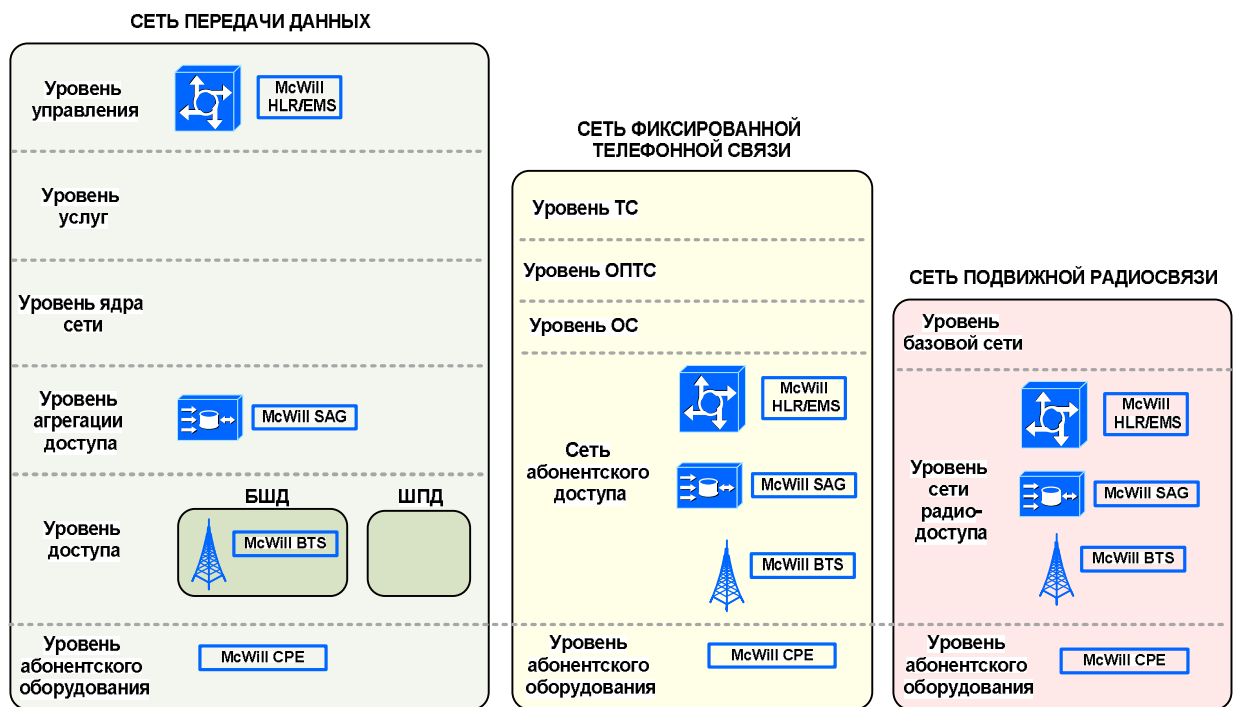 СЕТЬ ПЕРЕДАЧИ ДАННЫХ
Уровень
управления
McWill
HLR/EMS
Уровень
услуг
Уровень ядра
сети
Уровень
агрегации
доступа
McWill SAG
БШД
ШПД
Уровень
доступа
McWill BTS
Уровень
абонентского
оборудования
McWill CPE
СЕТЬ ФИКСИРОВАННОЙ
ТЕЛЕФОННОЙ СВЯЗИ
Уровень ТС
Уровень ОПТС
Уровень ОС
McWill
HLR/EMS
Сеть
абонентского
доступа
McWill SAG
McWill BTS
Уровень
абонентского
оборудования
McWill CPE
СЕТЬ ПОДВИЖНОЙ РАДИОСВЯЗИ
Уровень
базовой сети
McWill
HLR/EMS
Уровень
сети
радио-
доступа
McWill SAG
McWill BTS
Уровень
абонентского
оборудования
McWill CPE